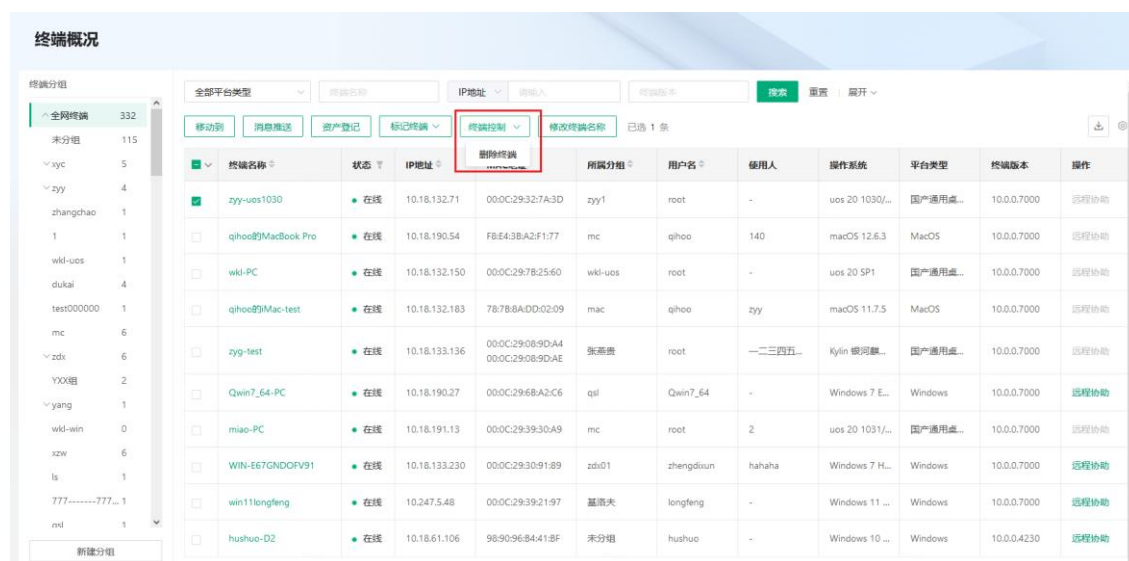 终端概况
终端分组
全网终端 332
未分组 115
xyc 5
zyy 4
zhangchao 1
1 1
wkl-uos 1
dukai 4
test000000 1
mc 6
zdx 6
YXX组 2
yang 1
wkl-win 0
xzw 6
ls 1
777-------777... 1
qsl 1
新建分组
全部平台类型 终端名称 IP地址 请输入 终端版本 搜索 重置 展开
移动到 消息推送 资产登记 标记终端 终端控制 修改终端名称 已选 1 条
删除终端
终端名称 状态 IP地址 MAC地址 所属分组 用户名 使用人 操作系统 平台类型 终端版本 操作
zyy-uos1030 在线 10.18.132.71 00:0C:29:32:7A:3D zyy1 root - uos 20 1030/... 国产通用桌... 10.0.0.7000 远程协助
qihoo的MacBook Pro 在线 10.18.190.54 F8:E4:3B:A2:F1:77 mc qihoo 140 macOS 12.6.3 MacOS 10.0.0.7000 远程协助
wkl-PC 在线 10.18.132.150 00:0C:29:7B:25:60 wkl-uos root - uos 20 SP1 国产通用桌... 10.0.0.7000 远程协助
qihoo的iMac-test 在线 10.18.132.183 78:7B:8A:DD:02:09 mac qihoo zyy macOS 11.7.5 MacOS 10.0.0.7000 远程协助
zyg-test 在线 10.18.133.136 00:0C:29:08:9D:A4 张燕贵 root 一二三四五... Kylin 银河麒... 国产通用桌... 10.0.0.7000 远程协助
00:0C:29:08:9D:AE
Qwin7_64-PC 在线 10.18.190.27 00:0C:29:6B:A2:C6 qsl Qwin7_64 - Windows 7 E... Windows 10.0.0.7000 远程协助
miao-PC 在线 10.18.191.13 00:0C:29:39:30:A9 mc root 2 uos 20 1031/... 国产通用桌... 10.0.0.7000 远程协助
WIN-E67GNDOFV91 在线 10.18.133.230 00:0C:29:30:91:89 zdx01 zhengdixun hahaha Windows 7 H... Windows 10.0.0.7000 远程协助
win11longfeng 在线 10.247.5.48 00:0C:29:39:21:97 longfeng - Windows 11 ... Windows 10.0.0.7000 远程协助
hushuo-D2 在线 10.18.61.106 98:90:96:B4:41:BF 未分组 hushuo - Windows 10 ... Windows 10.0.0.4230 远程协助